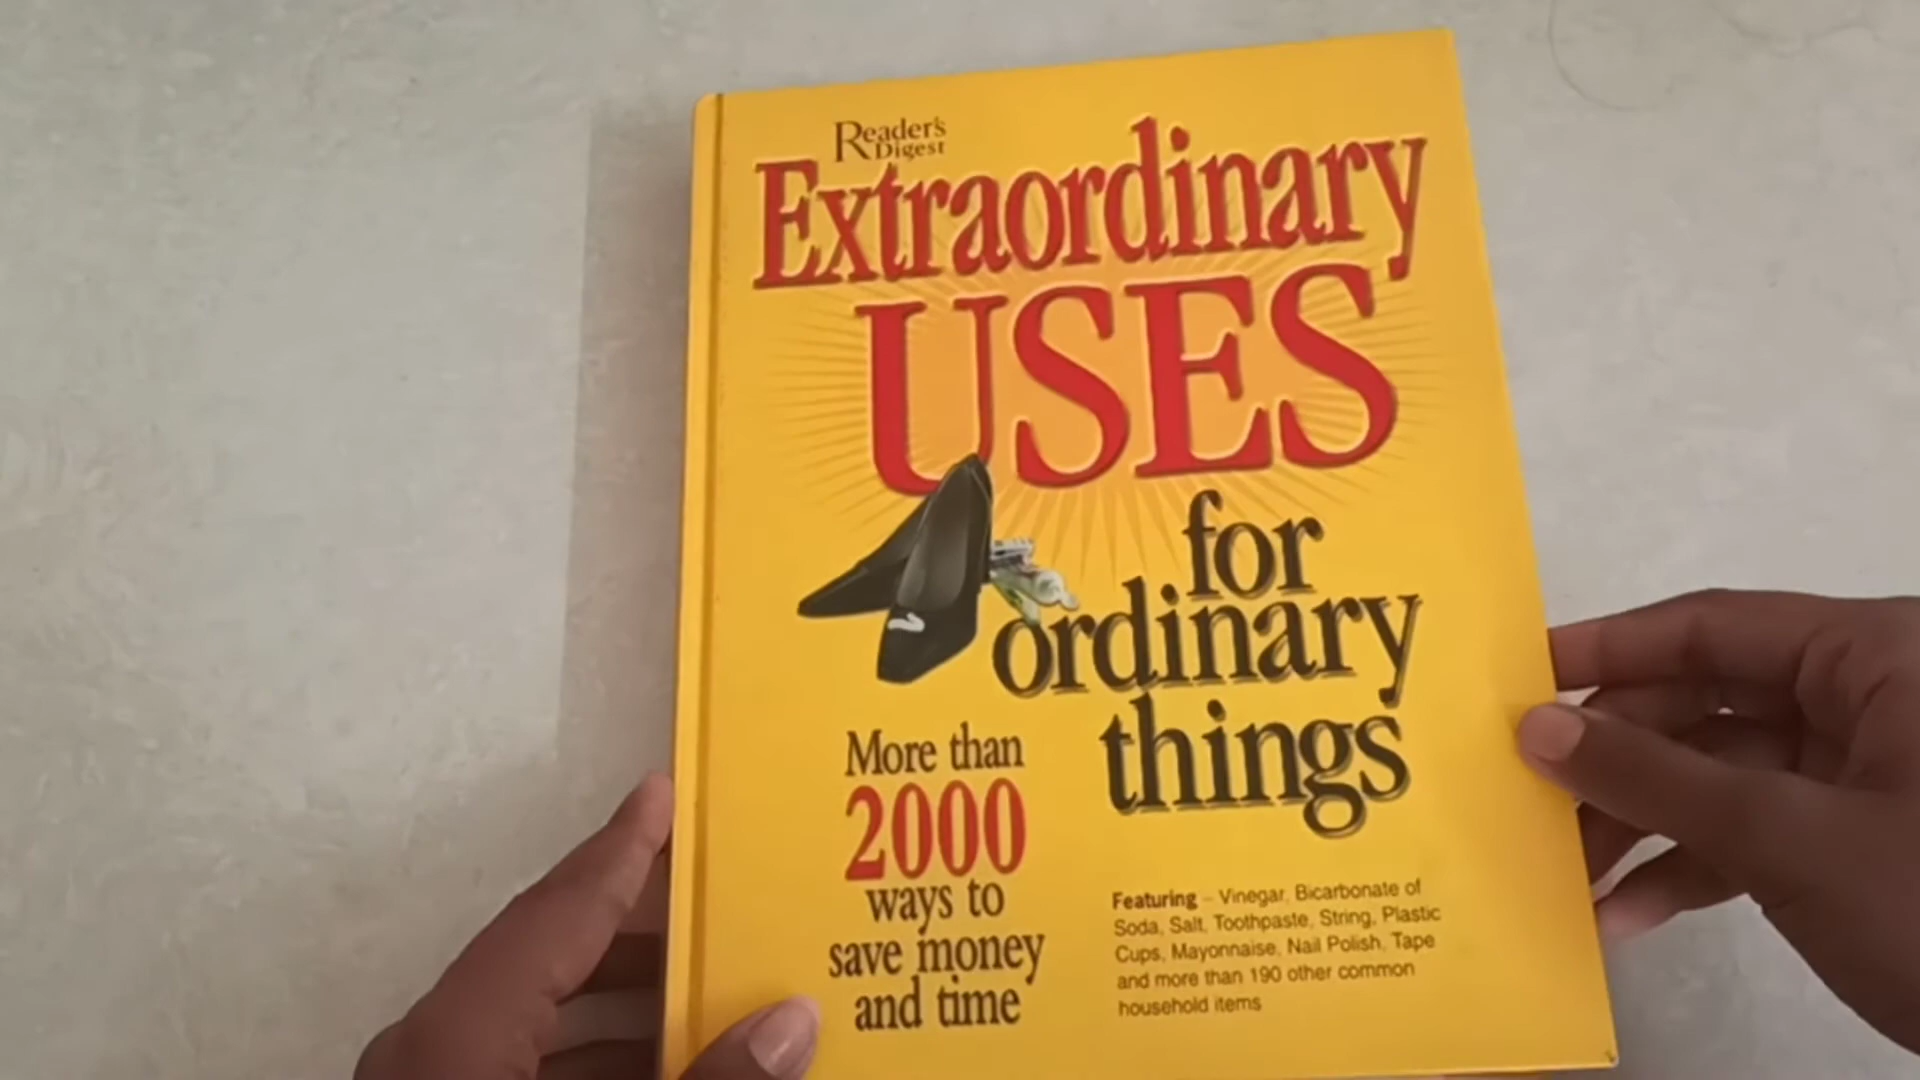 Reader's
Digest
Extraordinary
USES
for
ordinary
things
More than
2000
ways to
save money
and time
Featuring – Vinegar, Bicarbonate of
Soda, Salt, Toothpaste, String, Plastic
Cups, Mayonnaise, Nail Polish, Tape
and more than 190 other common
household items